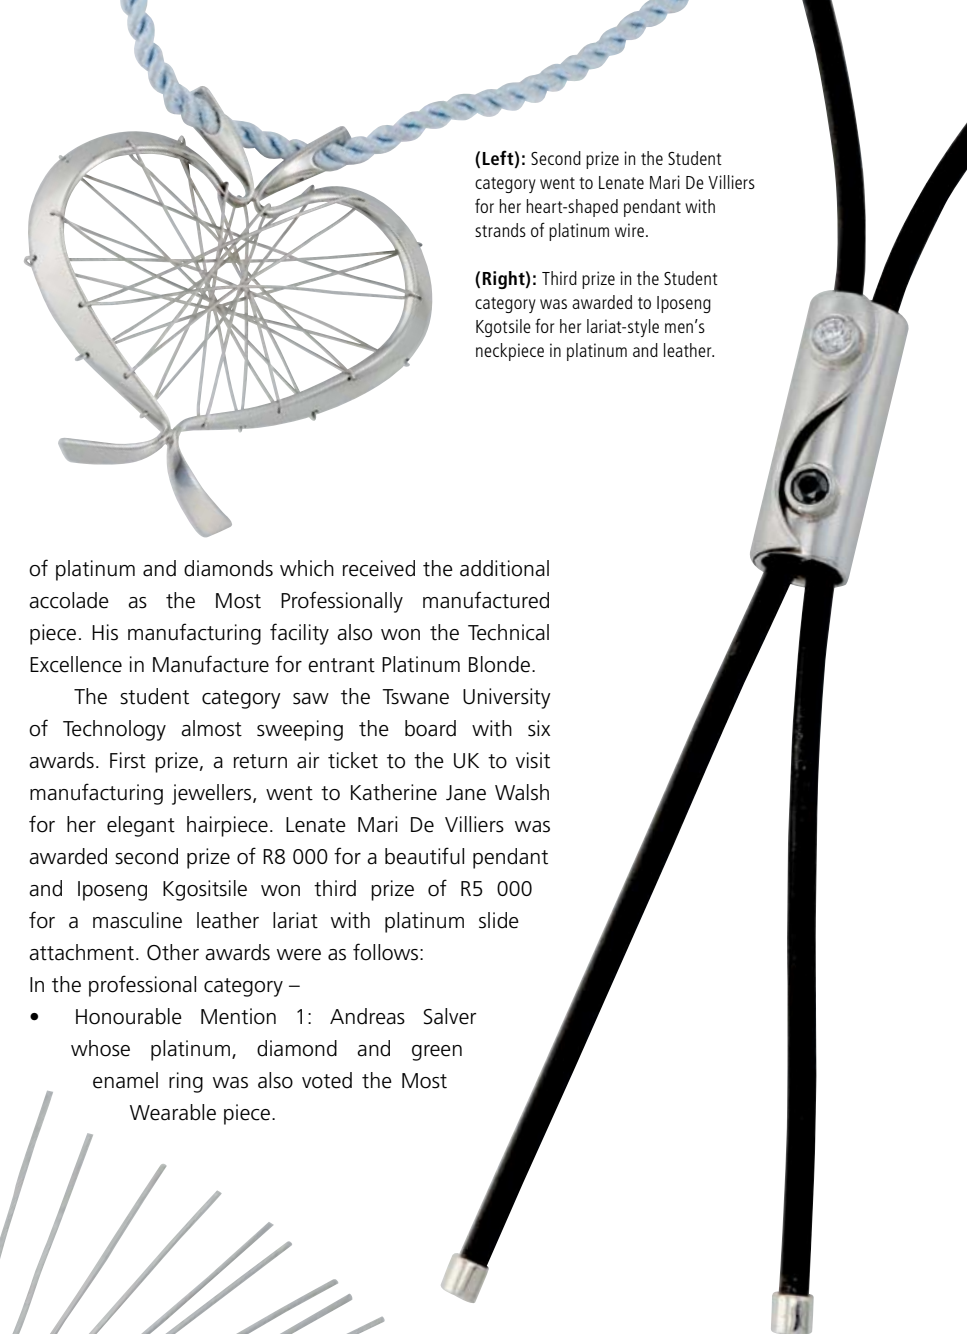 (Left): Second prize in the Student
category went to Lenate Mari De Villiers
for her heart-shaped pendant with
strands of platinum wire.
(Right): Third prize in the Student
category was awarded to Iposeng
Kgotsile for her lariat-style men’s
neckpiece in platinum and leather.
of platinum and diamonds which received the additional
accolade as the Most Professionally manufactured
piece. His manufacturing facility also won the Technical
Excellence in Manufacture for entrant Platinum Blonde.
The student category saw the Tswane University
of Technology almost sweeping the board with six
awards. First prize, a return air ticket to the UK to visit
manufacturing jewellers, went to Katherine Jane Walsh
for her elegant hairpiece. Lenate Mari De Villiers was
awarded second prize of R8 000 for a beautiful pendant
and Iposeng Kgositsile won third prize of R5 000
for a masculine leather lariat with platinum slide
attachment. Other awards were as follows:
In the professional category –
• Honourable Mention 1: Andreas Salver
whose platinum, diamond and green
enamel ring was also voted the Most
Wearable piece.